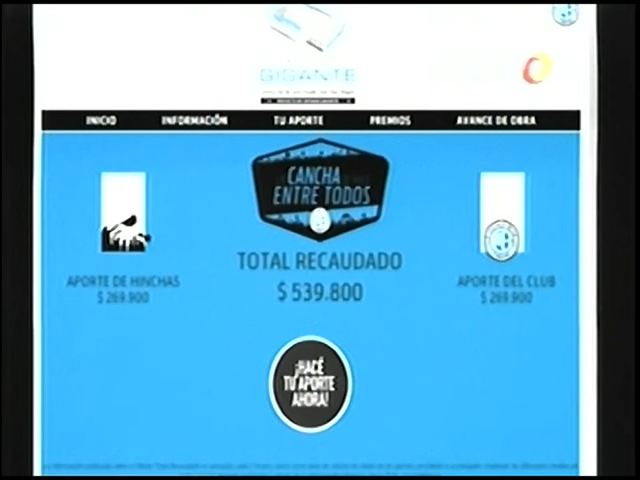 GIGANTE
INICIO INFORMACIÓN TU APORTE PREMIOS AVANCE DE OBRA
CANCHA
ENTRE TODOS
TOTAL RECAUDADO
$ 539.800
APORTE DE HINCHAS
$ 269.900
APORTE DEL CLUB
$ 269.900
¡HACÉ
TU APORTE
AHORA!